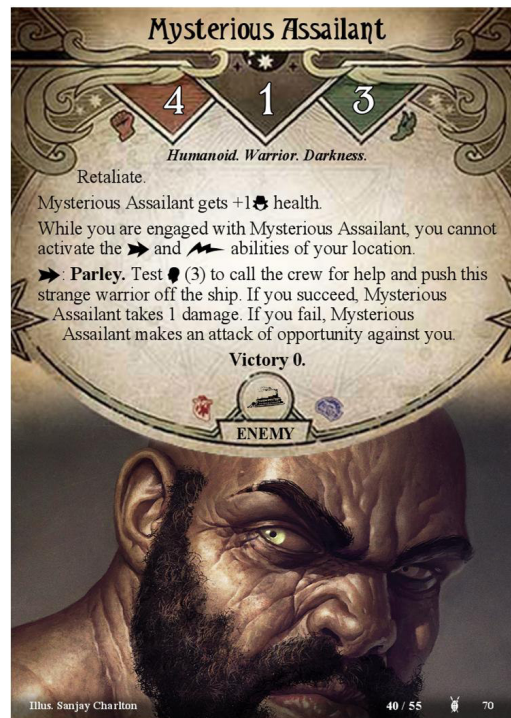 Mysterious Assailant
4 1 3
Humanoid. Warrior. Darkness.
Retaliate.
Mysterious Assailant gets +1 health.
While you are engaged with Mysterious Assailant, you cannot
activate the and abilities of your location.
: Parley. Test (3) to call the crew for help and push this
strange warrior off the ship. If you succeed, Mysterious
Assailant takes 1 damage. If you fail, Mysterious
Assailant makes an attack of opportunity against you.
Victory 0.
ENEMY
Illus. Sanjay Charlton 40 / 55 70